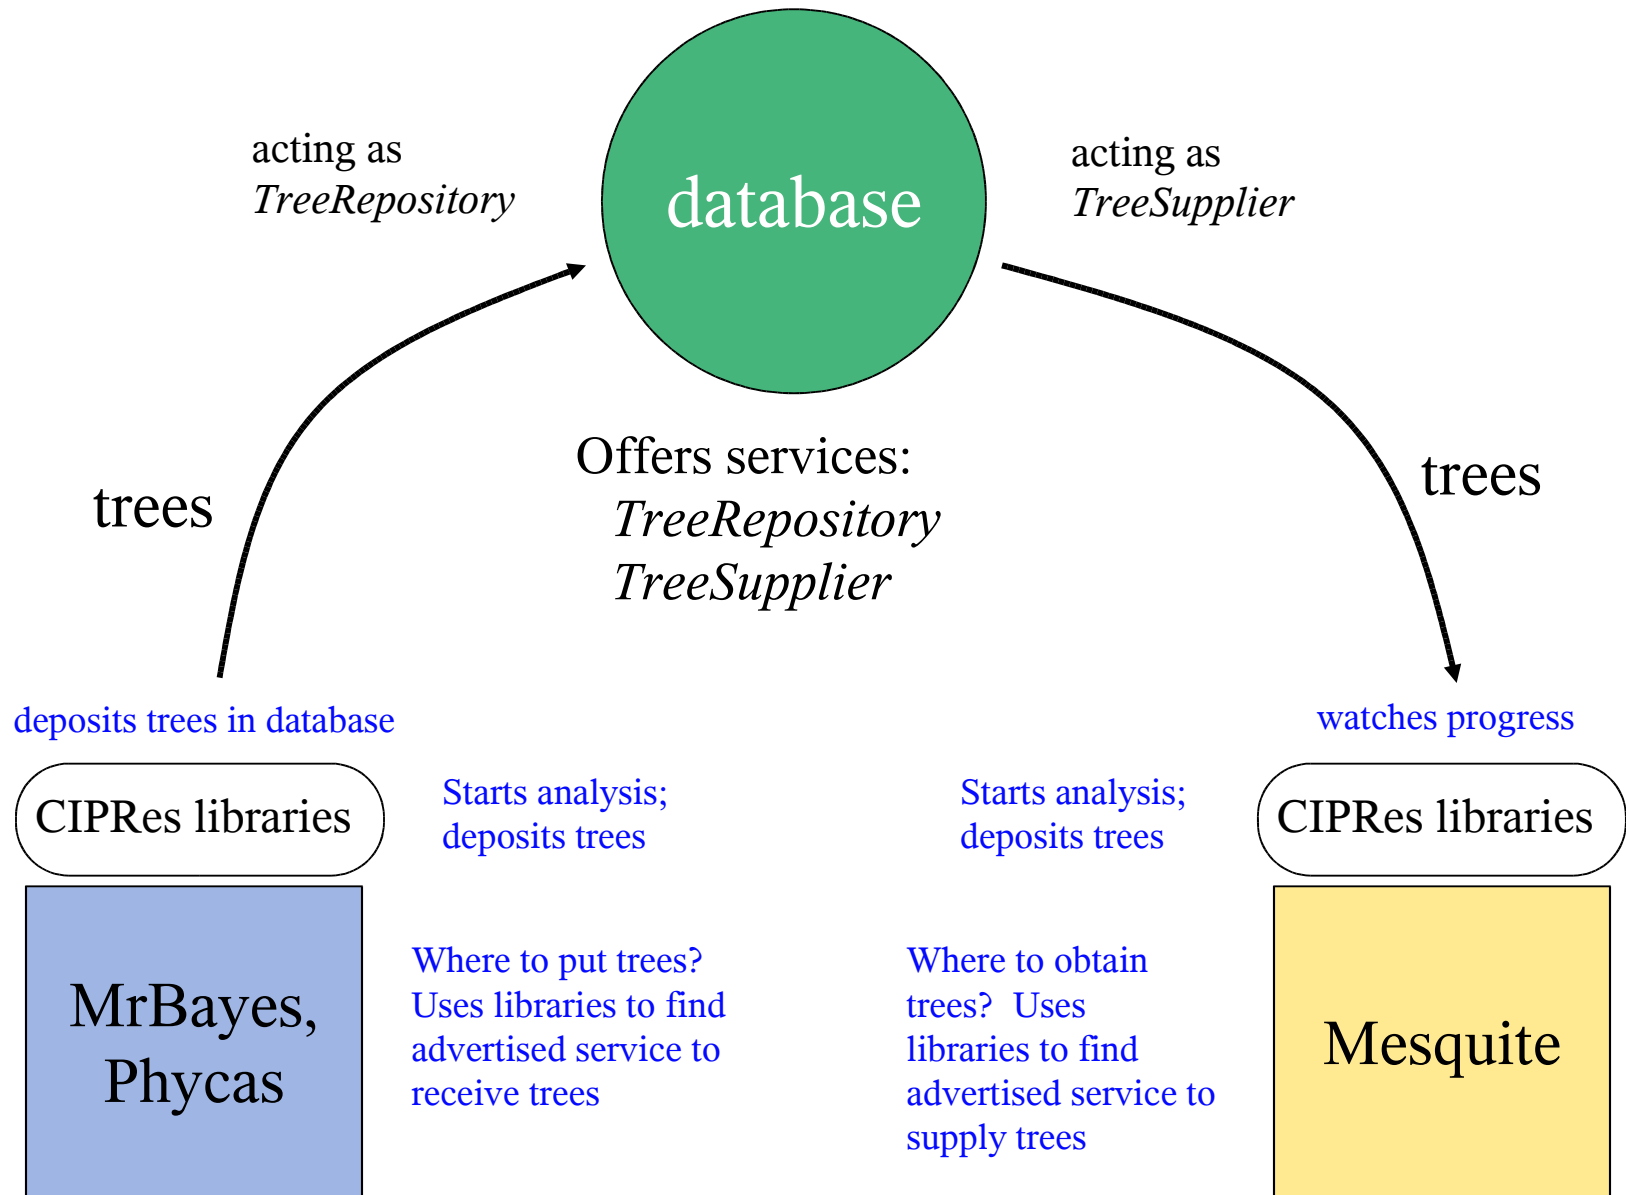 acting as
TreeRepository
database
acting as
TreeSupplier
trees
Offers services:
TreeRepository
TreeSupplier
trees
deposits trees in database
watches progress
CIPRes libraries
Starts analysis;
deposits trees
Starts analysis;
deposits trees
CIPRes libraries
MrBayes,
Phycas
Where to put trees?
Uses libraries to find
advertised service to
receive trees
Where to obtain
trees?  Uses
libraries to find
advertised service to
supply trees
Mesquite